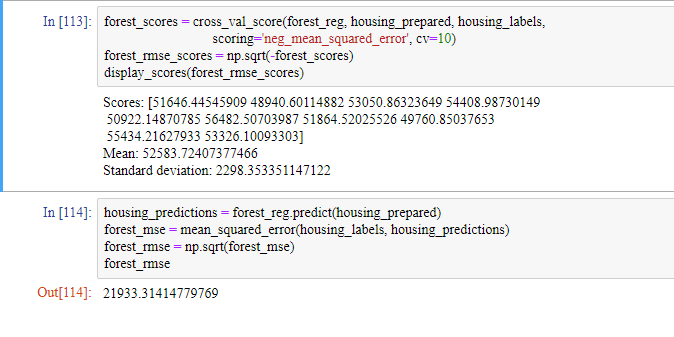 In [113]: forest_scores = cross_val_score(forest_reg, housing_prepared, housing_labels,
scoring='neg_mean_squared_error', cv=10)
forest_rmse_scores = np.sqrt(-forest_scores)
display_scores(forest_rmse_scores)
Scores: [51646.44545909 48940.60114882 53050.86323649 54408.98730149
50922.14870785 56482.50703987 51864.52025526 49760.85037653
55434.21627933 53326.10093303]
Mean: 52583.72407377466
Standard deviation: 2298.353351147122
In [114]: housing_predictions = forest_reg.predict(housing_prepared)
forest_mse = mean_squared_error(housing_labels, housing_predictions)
forest_rmse = np.sqrt(forest_mse)
forest_rmse
Out[114]: 21933.31414779769